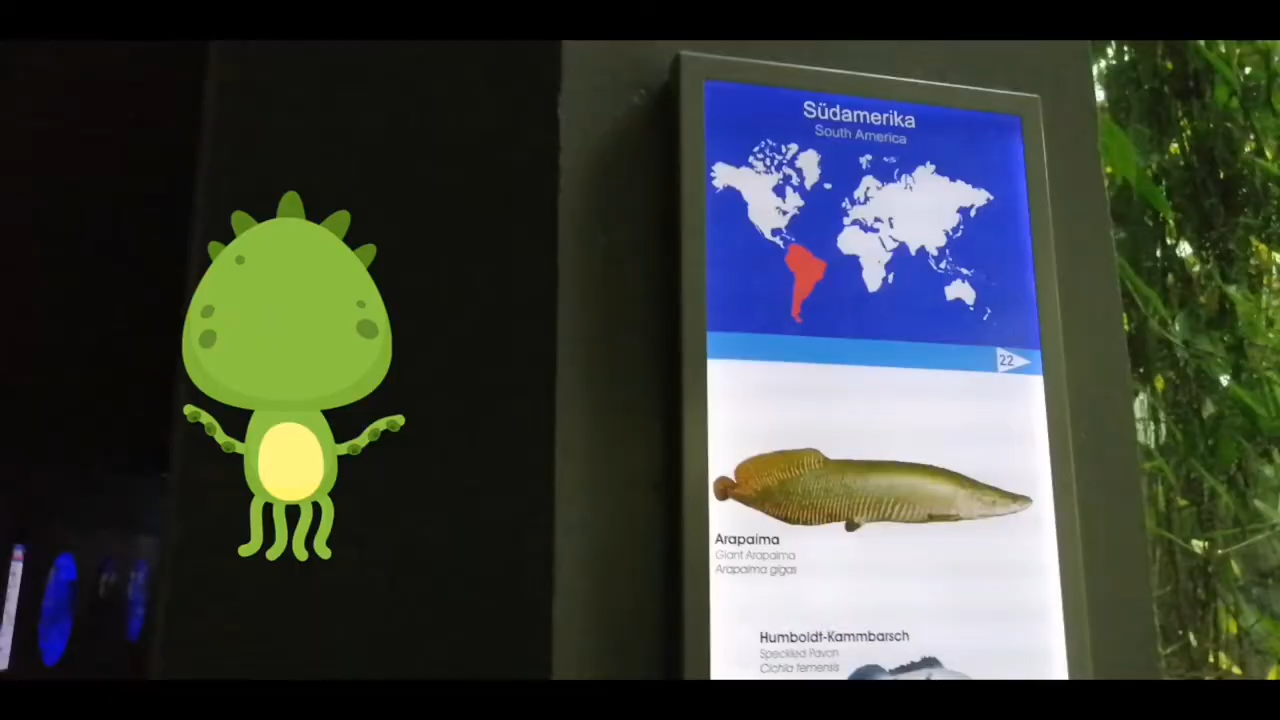 Südamerika
South America
22
Arapaima
Giant Arapaima
Arapaima gigas
Humboldt-Kammbarsch
Speckled Pavon
Cichla temensis